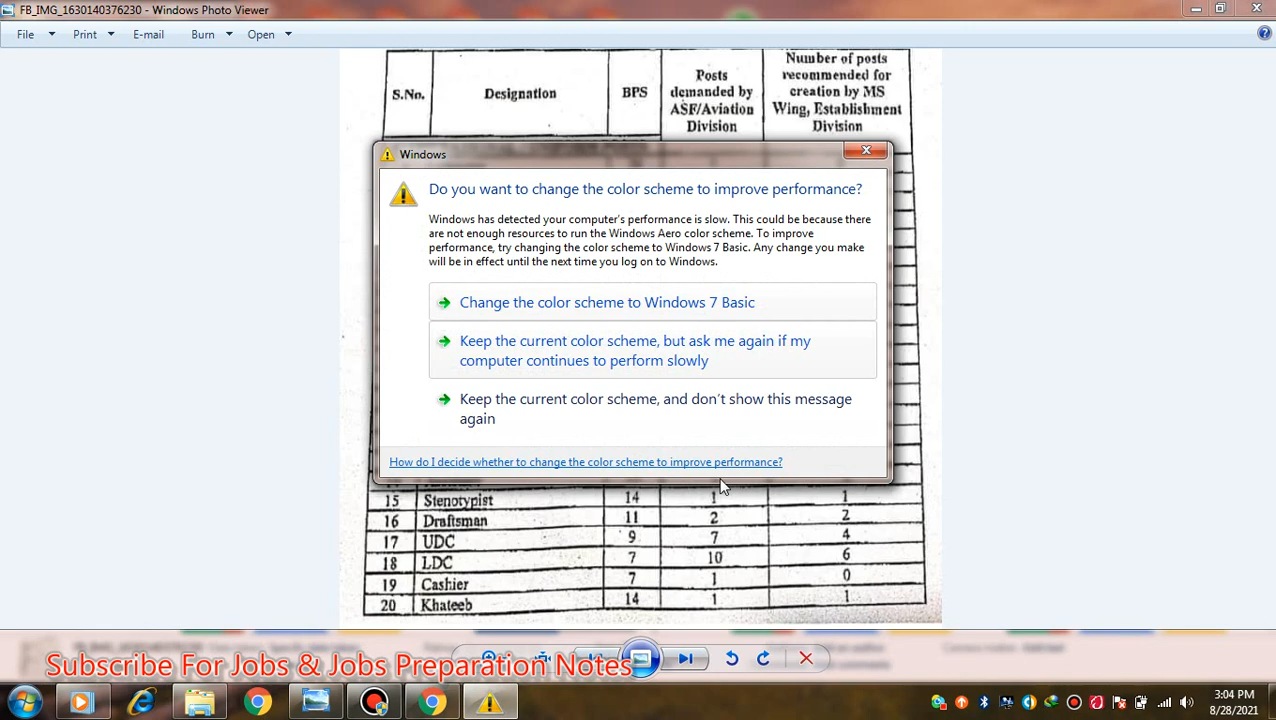 FB_IMG_1630140376230 - Windows Photo Viewer
File Print E-mail Burn Open
S.No. Designation BPS Posts demanded by ASF/Aviation Division Number of posts recommended for creation by MS Wing, Establishment Division
Windows
Do you want to change the color scheme to improve performance?
Windows has detected your computer's performance is slow. This could be because there
are not enough resources to run the Windows Aero color scheme. To improve
performance, try changing the color scheme to Windows 7 Basic. Any change you make
will be in effect until the next time you log on to Windows.
Change the color scheme to Windows 7 Basic
Keep the current color scheme, but ask me again if my
computer continues to perform slowly
Keep the current color scheme, and don't show this message
again
How do I decide whether to change the color scheme to improve performance?
15 Stenotypist 14 1 1
16 Draftsman 11 2 2
17 UDC 9 7 4
18 LDC 7 10 6
19 Cashier 7 1 0
20 Khateeb 14 1 1
Subscribe For Jobs & Jobs Preparation Notes
3:04 PM
8/28/2021